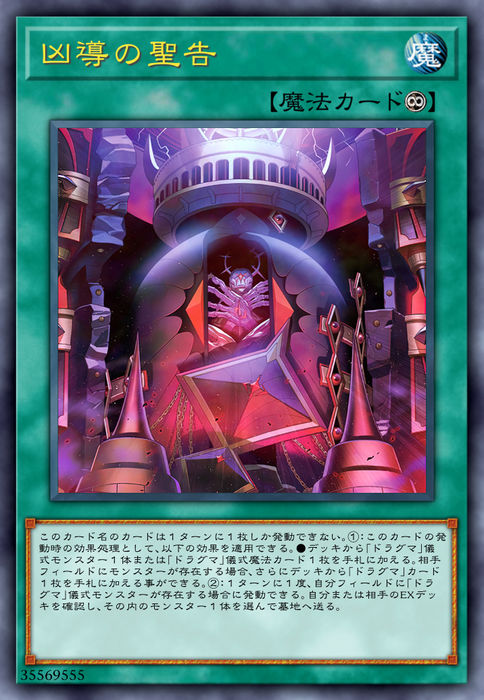 凶導の聖告
魔
【魔法カード】
このカード名のカードは1ターンに1枚しか発動できない。①:このカードの発
動時の効果処理として、以下の効果を適用できる。●デッキから「ドラグマ」儀
式モンスター1体または「ドラグマ」儀式魔法カード1枚を手札に加える。相手
フィールドにモンスターが存在する場合、さらにデッキから「ドラグマ」カード
1枚を手札に加える事ができる。②:1ターンに1度、自分フィールドに「ドラ
グマ」儀式モンスターが存在する場合に発動できる。自分または相手のEXデッ
キを確認し、その内のモンスター1体を選んで墓地へ送る。
35569555